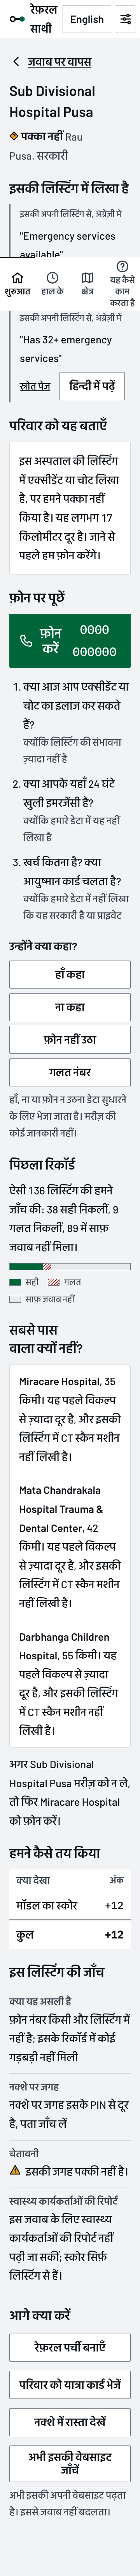 रेफ़रल
साथी
English
जवाब पर वापस
Sub Divisional
Hospital Pusa
पक्का नहीं Rau
Pusa. सरकारी
इसकी लिस्टिंग में लिखा है
इसकी अपनी लिस्टिंग से, अंग्रेज़ी में
"Emergency services
available"
शुरुआत
हाल के
क्षेत्र
यह कैसे
काम
करता है
इसकी अपनी लिस्टिंग से, अंग्रेज़ी में
"Has 32+ emergency
services"
स्रोत पेज
हिन्दी में पढ़ें
परिवार को यह बताएँ
इस अस्पताल की लिस्टिंग
में एक्सीडेंट या चोट लिखा
है, पर हमने पक्का नहीं
किया है। यह लगभग 17
किलोमीटर दूर है। जाने से
पहले हम फ़ोन करेंगे।
फ़ोन पर पूछें
फ़ोन
करें
0000
000000
1. क्या आज आप एक्सीडेंट या
चोट का इलाज कर सकते
हैं?
क्योंकि लिस्टिंग की संभावना
ज़्यादा नहीं है
2. क्या आपके यहाँ 24 घंटे
खुली इमरजेंसी है?
क्योंकि हमारे डेटा में यह नहीं
लिखा है
3. खर्च कितना है? क्या
आयुष्मान कार्ड चलता है?
क्योंकि हमारे डेटा में नहीं लिखा
कि यह सरकारी है या प्राइवेट
उन्होंने क्या कहा?
हाँ कहा
ना कहा
फ़ोन नहीं उठा
गलत नंबर
हाँ, ना या फ़ोन न उठना डेटा सुधारने
के लिए भेजा जाता है। मरीज़ की
कोई जानकारी नहीं।
पिछला रिकॉर्ड
ऐसी 136 लिस्टिंग की हमने
जाँच की: 38 सही निकलीं, 9
गलत निकलीं, 89 में साफ़
जवाब नहीं मिला।
सही
गलत
साफ़ जवाब नहीं
सबसे पास
वाला क्यों नहीं?
Miracare Hospital, 35
किमी। यह पहले विकल्प
से ज़्यादा दूर है, और इसकी
लिस्टिंग में CT स्कैन मशीन
नहीं लिखी है।
Mata Chandrakala
Hospital Trauma &
Dental Center, 42
किमी। यह पहले विकल्प से
ज़्यादा दूर है, और इसकी
लिस्टिंग में CT स्कैन मशीन
नहीं लिखी है।
Darbhanga Children
Hospital, 55 किमी। यह
पहले विकल्प से ज़्यादा
दूर है, और इसकी लिस्टिंग
में CT स्कैन मशीन नहीं
लिखी है।
अगर Sub Divisional
Hospital Pusa मरीज़ को न ले,
तो फिर Miracare Hospital
को फ़ोन करें।
हमने कैसे तय किया
क्या देखा
अंक
मॉडल का स्कोर
+12
कुल
+12
इस लिस्टिंग की जाँच
क्या यह असली है
फ़ोन नंबर किसी और लिस्टिंग में
नहीं है; इसके रिकॉर्ड में कोई
गड़बड़ी नहीं मिली
नक्शे पर जगह
नक्शे पर जगह इसके PIN से दूर
है, पता जाँच लें
चेतावनी
इसकी जगह पक्की नहीं है।
स्वास्थ्य कार्यकर्ताओं की रिपोर्ट
इस जवाब के लिए स्वास्थ्य
कार्यकर्ताओं की रिपोर्ट नहीं
पढ़ी जा सकीं; स्कोर सिर्फ़
लिस्टिंग से हैं।
आगे क्या करें
रेफ़रल पर्ची बनाएँ
परिवार को यात्रा कार्ड भेजें
नक्शे में रास्ता देखें
अभी इसकी वेबसाइट
जाँचें
अभी इसकी अपनी वेबसाइट पढ़ता
है। इससे जवाब नहीं बदलता।